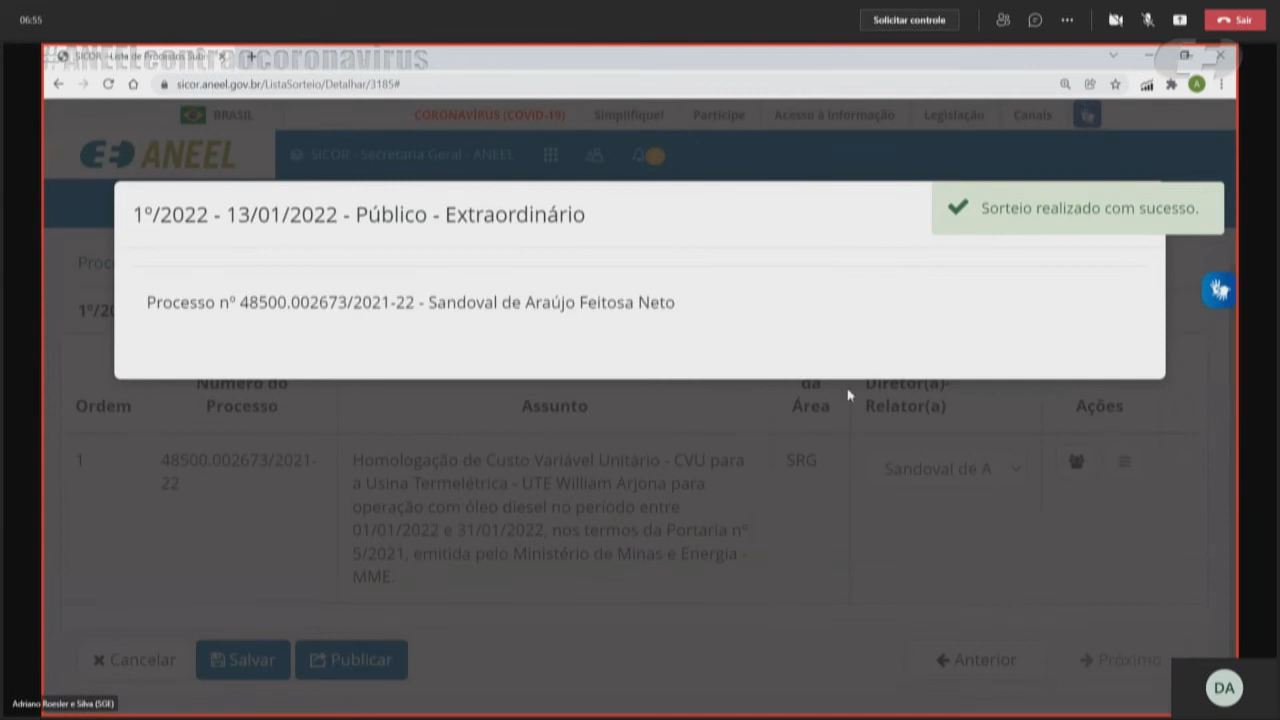 06:55
Solicitar controle
Sair
#ANEELcontraocoronavirus
sicor.aneel.gov.br/ListaSorteio/Detalhar/3185#
A
BRASIL
CORONAVÍRUS (COVID-19)
Simplifique!
Participe
Acesso à informação
Legislação
Canais
ANEEL
SICOR - Secretaria Geral - ANEEL
1º/2022 - 13/01/2022 - Público - Extraordinário
Sorteio realizado com sucesso.
Proc
Processo nº 48500.002673/2021-22 - Sandoval de Araújo Feitosa Neto
1º/20
Ordem
Número do
Processo
Assunto
da
Área
Diretor(a)-
Relator(a)
Ações
1
48500.002673/2021-
22
Homologação de Custo Variável Unitário - CVU para
a Usina Termelétrica - UTE William Arjona para
operação com óleo diesel no período entre
01/01/2022 e 31/01/2022, nos termos da Portaria nº
5/2021, emitida pelo Ministério de Minas e Energia -
MME.
SRG
Sandoval de A
Cancelar
Salvar
Publicar
Anterior
Próximo
DA
Adriano Roesler e Silva (SGE)